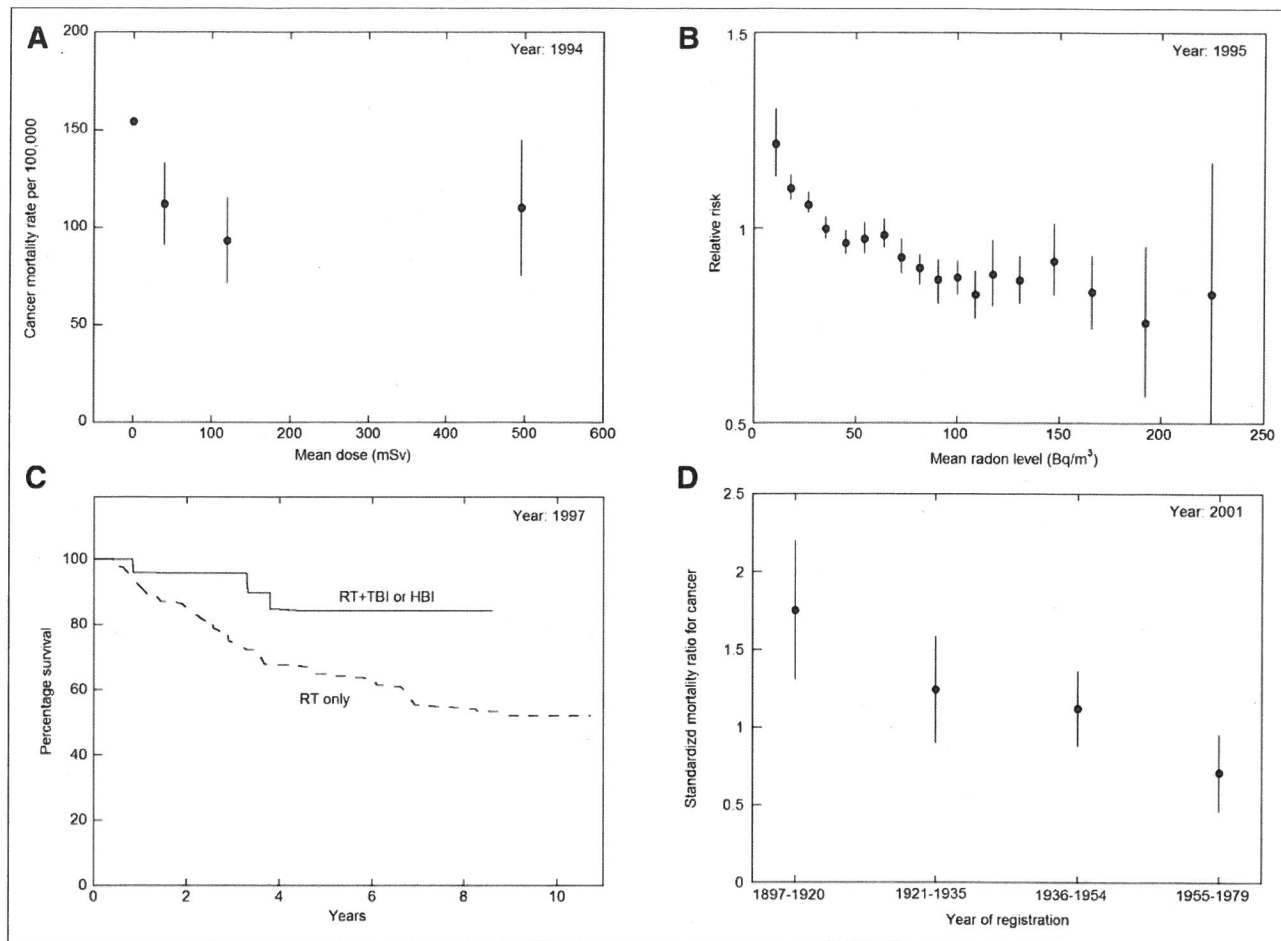 A
Year: 1994
Cancer mortality rate per 100,000
200
150
100
50
0
0 100 200 300 400 500 600
Mean dose (mSv)
B
Year: 1995
Relative risk
1.5
1
0.5
0 50 100 150 200 250
Mean radon level (Bq/m³)
C
Year: 1997
Percentage survival
100
80
60
40
20
0
RT+TBI or HBI
RT only
0 2 4 6 8 10
Years
D
Year: 2001
Standardizd mortality ratio for cancer
2.5
2
1.5
1
0.5
0
1897-1920 1921-1935 1936-1954 1955-1979
Year of registration